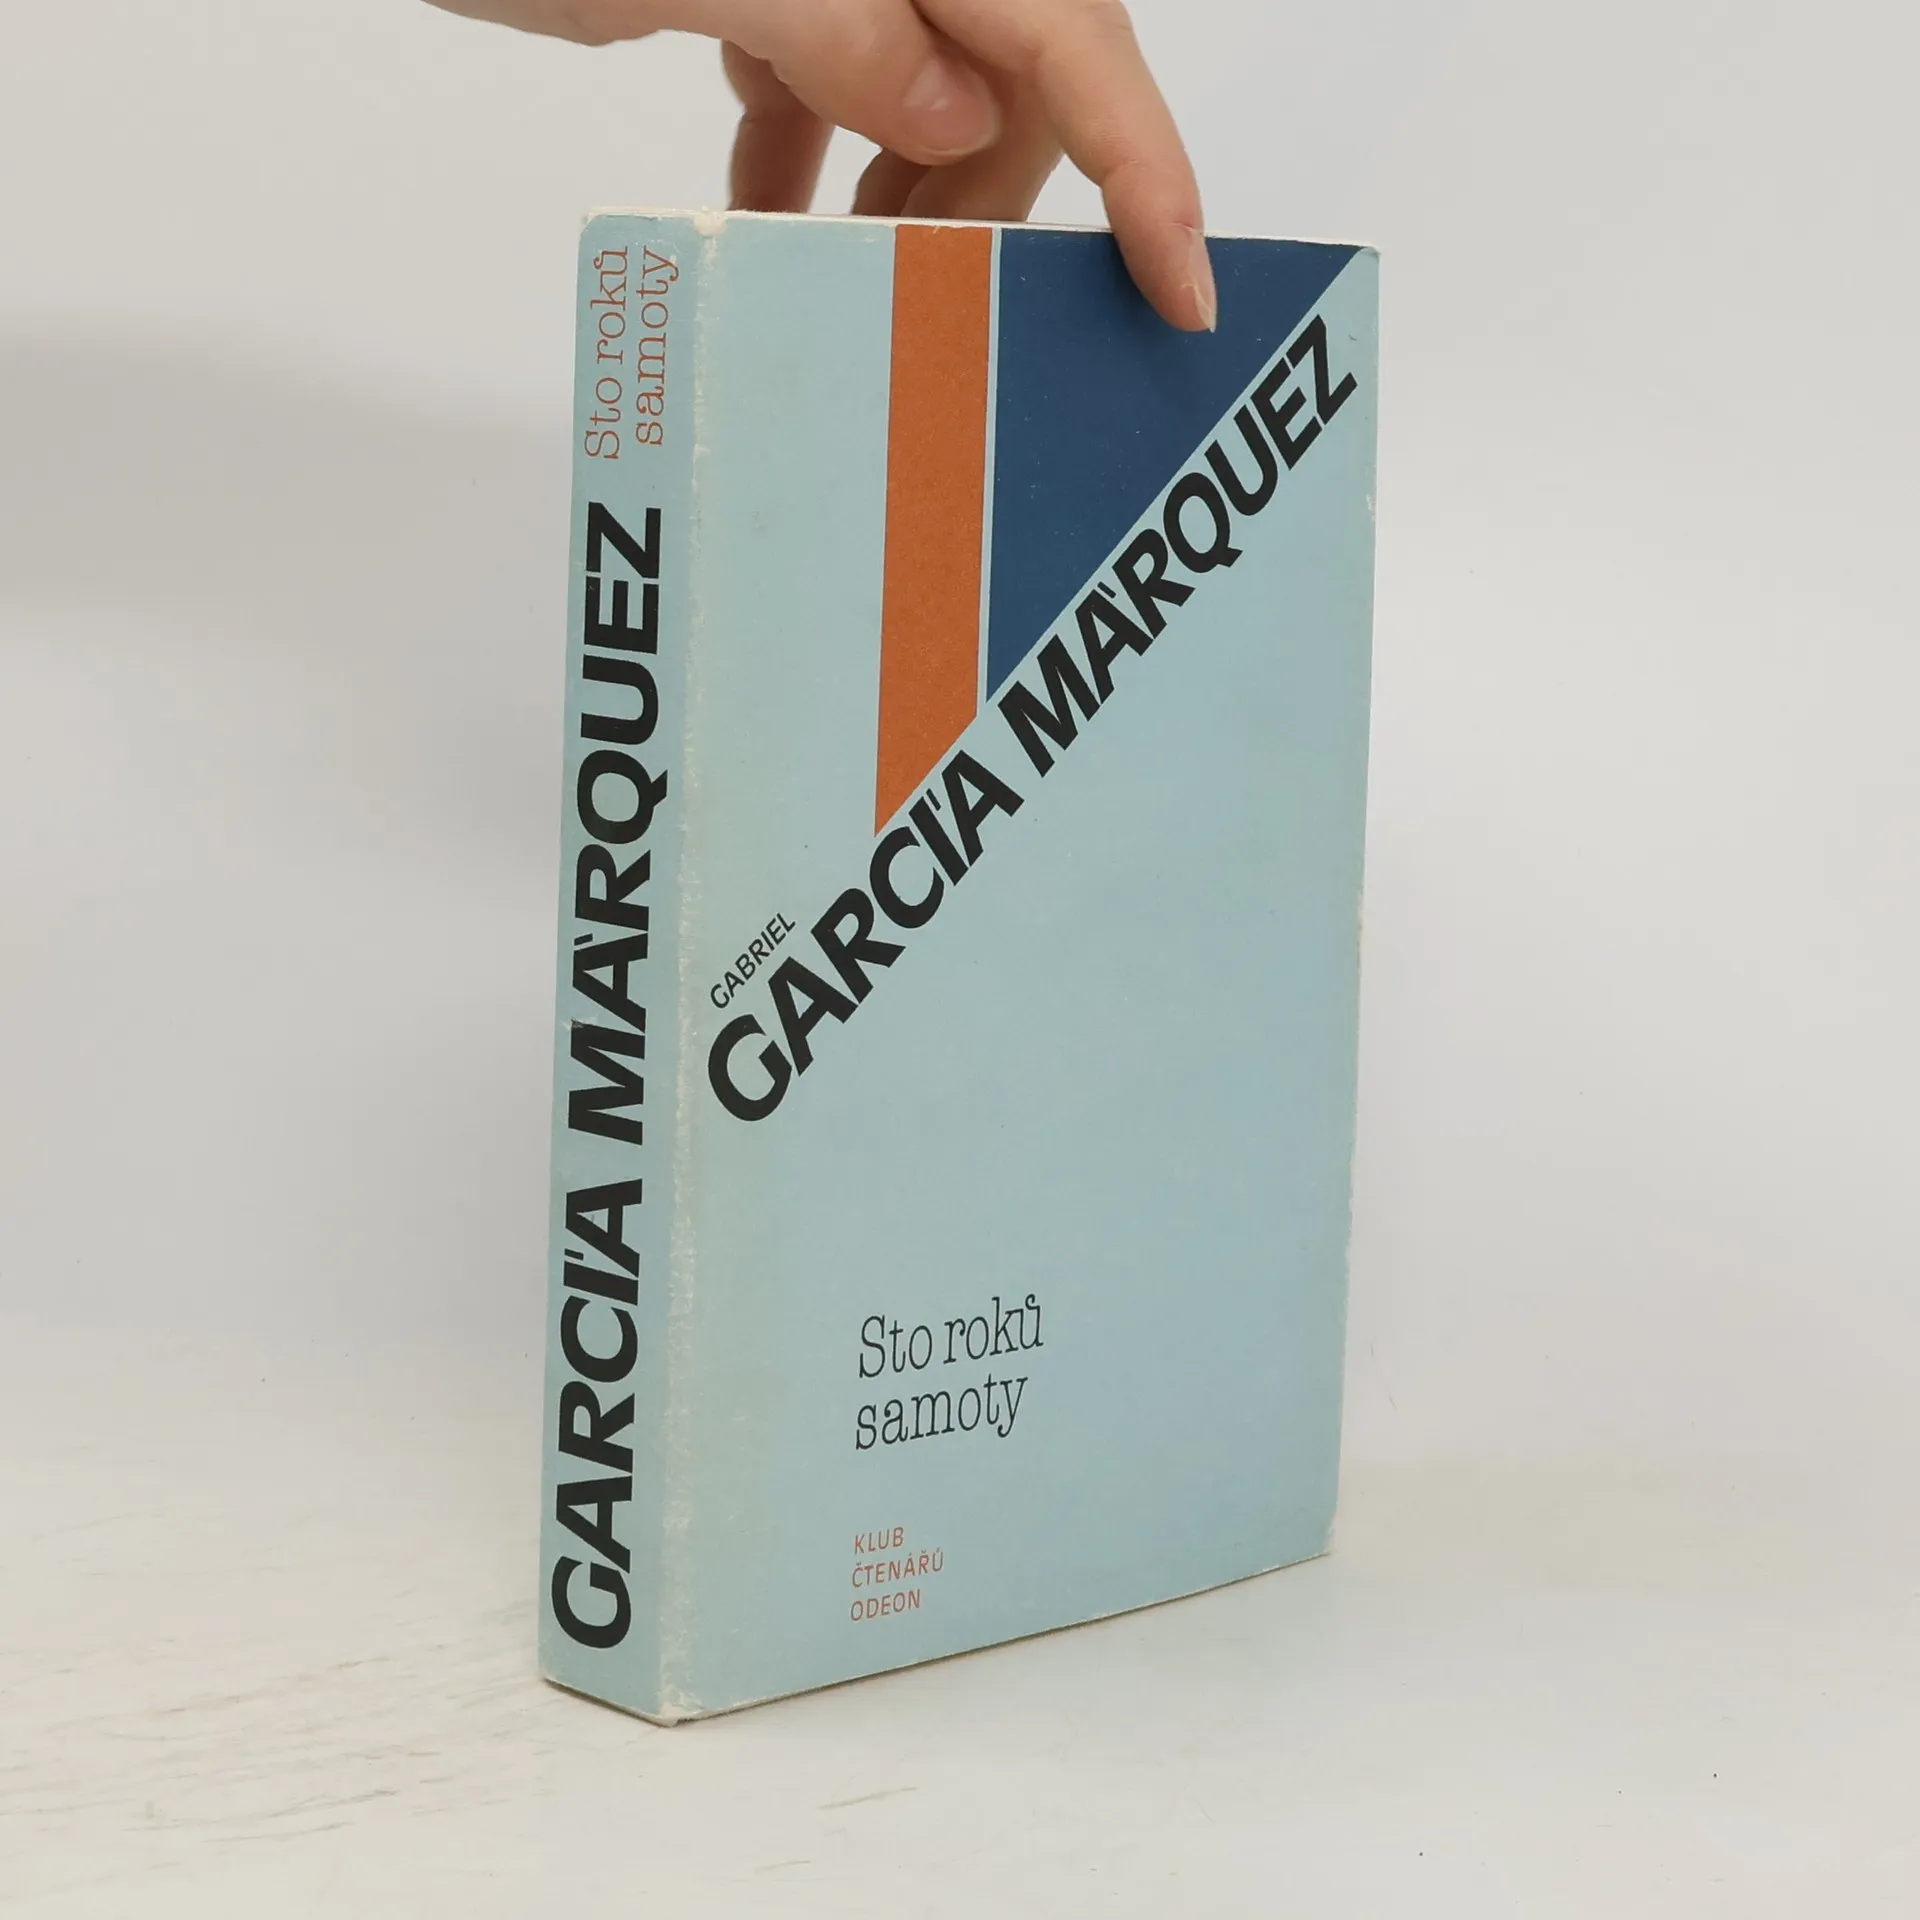 Sto roků
samoty
GARCÍA MÁRQUEZ
GABRIEL
GARCÍA MÁRQUEZ
Sto roků
samoty
KLUB
ČTENÁŘŮ
ODEON